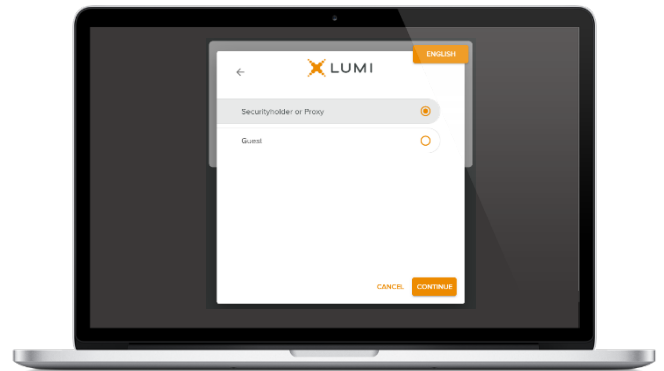 ENGLISH
LUMI
Securityholder or Proxy
Guest
CANCEL
CONTINUE